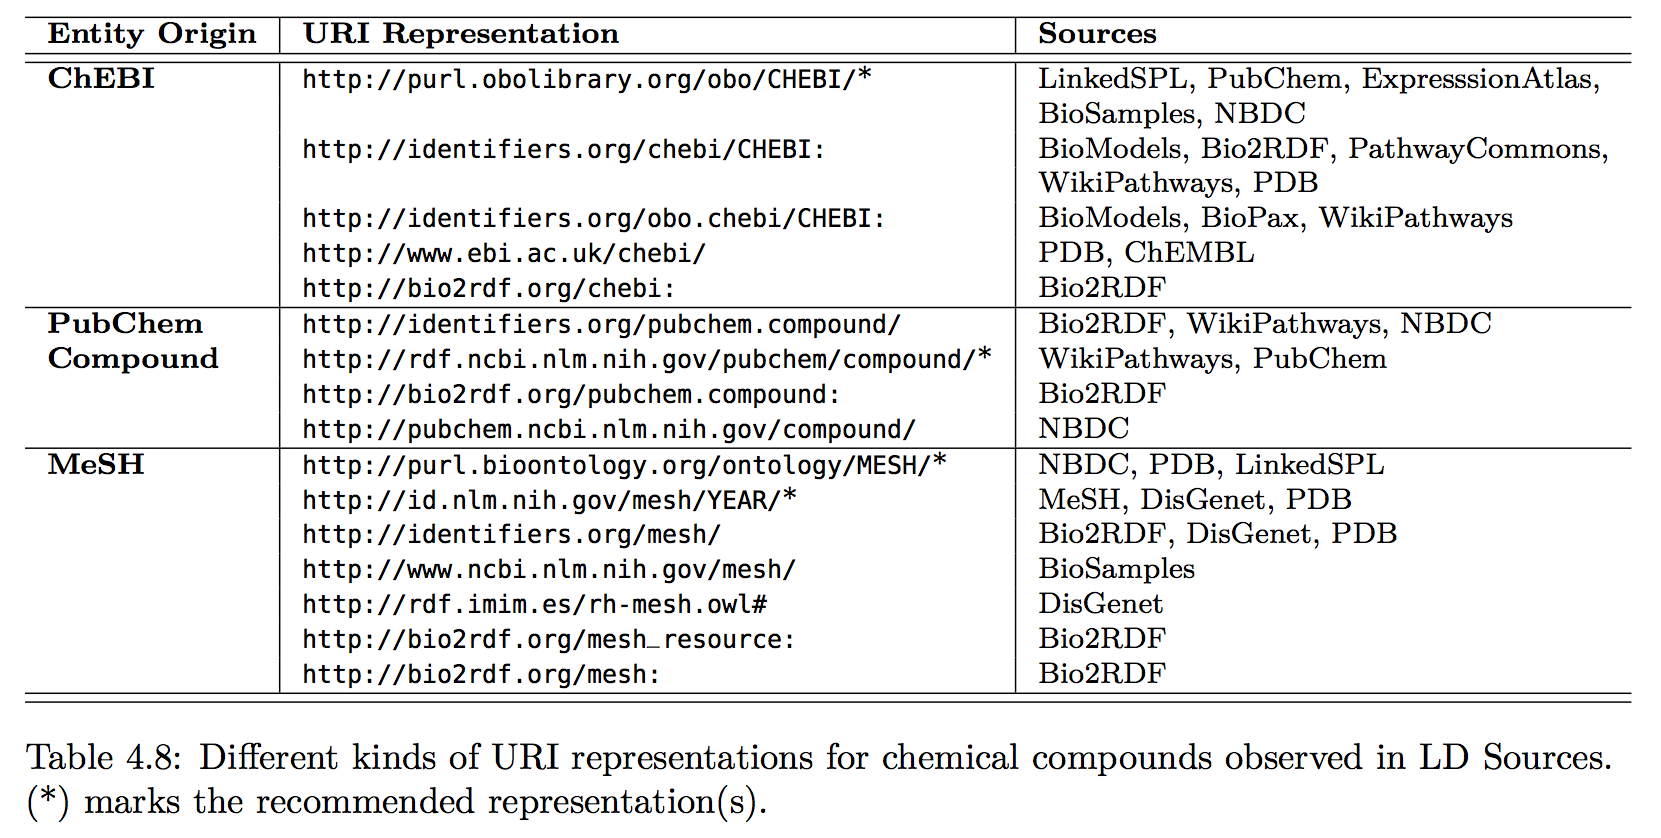 Entity Origin URI Representation Sources
ChEBI http://purl.obolibrary.org/obo/CHEBI/* LinkedSPL, PubChem, ExpresssionAtlas,
BioSamples, NBDC
http://identifiers.org/chebi/CHEBI: BioModels, Bio2RDF, PathwayCommons,
WikiPathways, PDB
http://identifiers.org/obo.chebi/CHEBI: BioModels, BioPax, WikiPathways
http://www.ebi.ac.uk/chebi/ PDB, ChEMBL
http://bio2rdf.org/chebi: Bio2RDF
PubChem http://identifiers.org/pubchem.compound/ Bio2RDF, WikiPathways, NBDC
Compound http://rdf.ncbi.nlm.nih.gov/pubchem/compound/* WikiPathways, PubChem
http://bio2rdf.org/pubchem.compound: Bio2RDF
http://pubchem.ncbi.nlm.nih.gov/compound/ NBDC
MeSH http://purl.bioontology.org/ontology/MESH/* NBDC, PDB, LinkedSPL
http://id.nlm.nih.gov/mesh/YEAR/* MeSH, DisGenet, PDB
http://identifiers.org/mesh/ Bio2RDF, DisGenet, PDB
http://www.ncbi.nlm.nih.gov/mesh/ BioSamples
http://rdf.imim.es/rh-mesh.owl# DisGenet
http://bio2rdf.org/mesh_resource: Bio2RDF
http://bio2rdf.org/mesh: Bio2RDF
Table 4.8: Different kinds of URI representations for chemical compounds observed in LD Sources.
(*) marks the recommended representation(s).